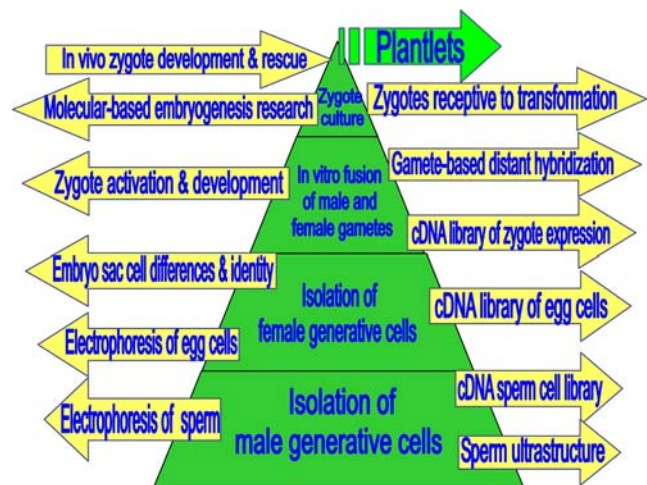 Plantlets
In vivo zygote development & rescue
Molecular-based embryogenesis research
Zygote
culture
Zygotes receptive to transformation
Gamete-based distant hybridization
Zygote activation & development
In vitro fusion
of male and
female gametes
cDNA library of zygote expression
Embryo sac cell differences & identity
Isolation of
female generative cells
cDNA library of egg cells
Electrophoresis of egg cells
cDNA sperm cell library
Electrophoresis of sperm
Isolation of
male generative cells
Sperm ultrastructure